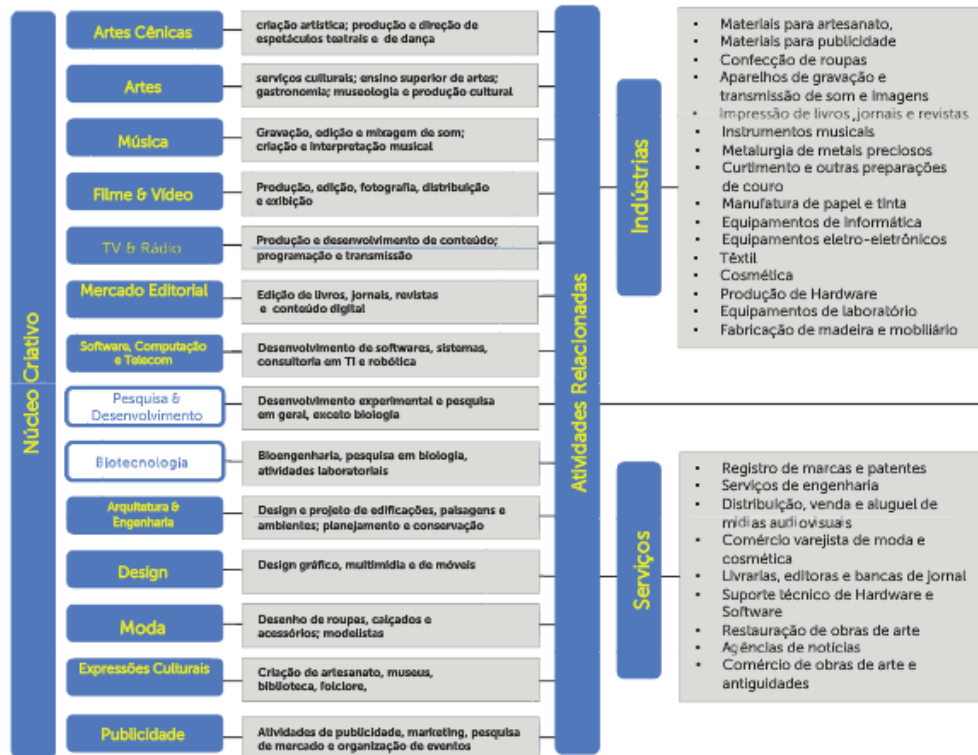 Núcleo Criativo
Artes Cênicas
criação artística; produção e direção de
espetáculos teatrais e de dança
Artes
serviços culturais; ensino superior de artes;
gastronomia; museologia e produção cultural
Música
Gravação, edição e mixagem de som;
criação e interpretação musical
Filme & Vídeo
Produção, edição, fotografia, distribuição
e exibição
TV & Rádio
Produção e desenvolvimento de conteúdo;
programação e transmissão
Mercado Editorial
Edição de livros, jornais, revistas
e conteúdo digital
Software, Computação
e Telecom
Desenvolvimento de softwares, sistemas,
consultoria em TI e robótica
Pesquisa &
Desenvolvimento
Desenvolvimento experimental e pesquisa
em geral, exceto biologia
Biotecnologia
Bioengenharia, pesquisa em biologia,
atividades laboratoriais
Arquitetura &
Engenharia
Design e projeto de edificações, paisagens e
ambientes; planejamento e conservação
Design
Design gráfico, multimídia e de móveis
Moda
Desenho de roupas, calçados e
acessórios; modelistas
Expressões Culturais
Criação de artesanato, museus,
biblioteca, folclore,
Publicidade
Atividades de publicidade, marketing, pesquisa
de mercado e organização de eventos
Atividades Relacionadas
Indústrias
▪ Materiais para artesanato,
▪ Materiais para publicidade
▪ Confecção de roupas
▪ Aparelhos de gravação e
transmissão de som e imagens
▪ Impressão de livros, jornais e revistas
▪ Instrumentos musicais
▪ Metalurgia de metais preciosos
▪ Curtimento e outras preparações
de couro
▪ Manufatura de papel e tinta
▪ Equipamentos de informática
▪ Equipamentos eletro-eletrônicos
▪ Têxtil
▪ Cosmética
▪ Produção de Hardware
▪ Equipamentos de laboratório
▪ Fabricação de madeira e mobiliário
Serviços
▪ Registro de marcas e patentes
▪ Serviços de engenharia
▪ Distribuição, venda e aluguel de
mídias audiovisuais
▪ Comércio varejista de moda e
cosmética
▪ Livrarias, editoras e bancas de jornal
▪ Suporte técnico de Hardware e
Software
▪ Restauração de obras de arte
▪ Agências de notícias
▪ Comércio de obras de arte e
antiguidades